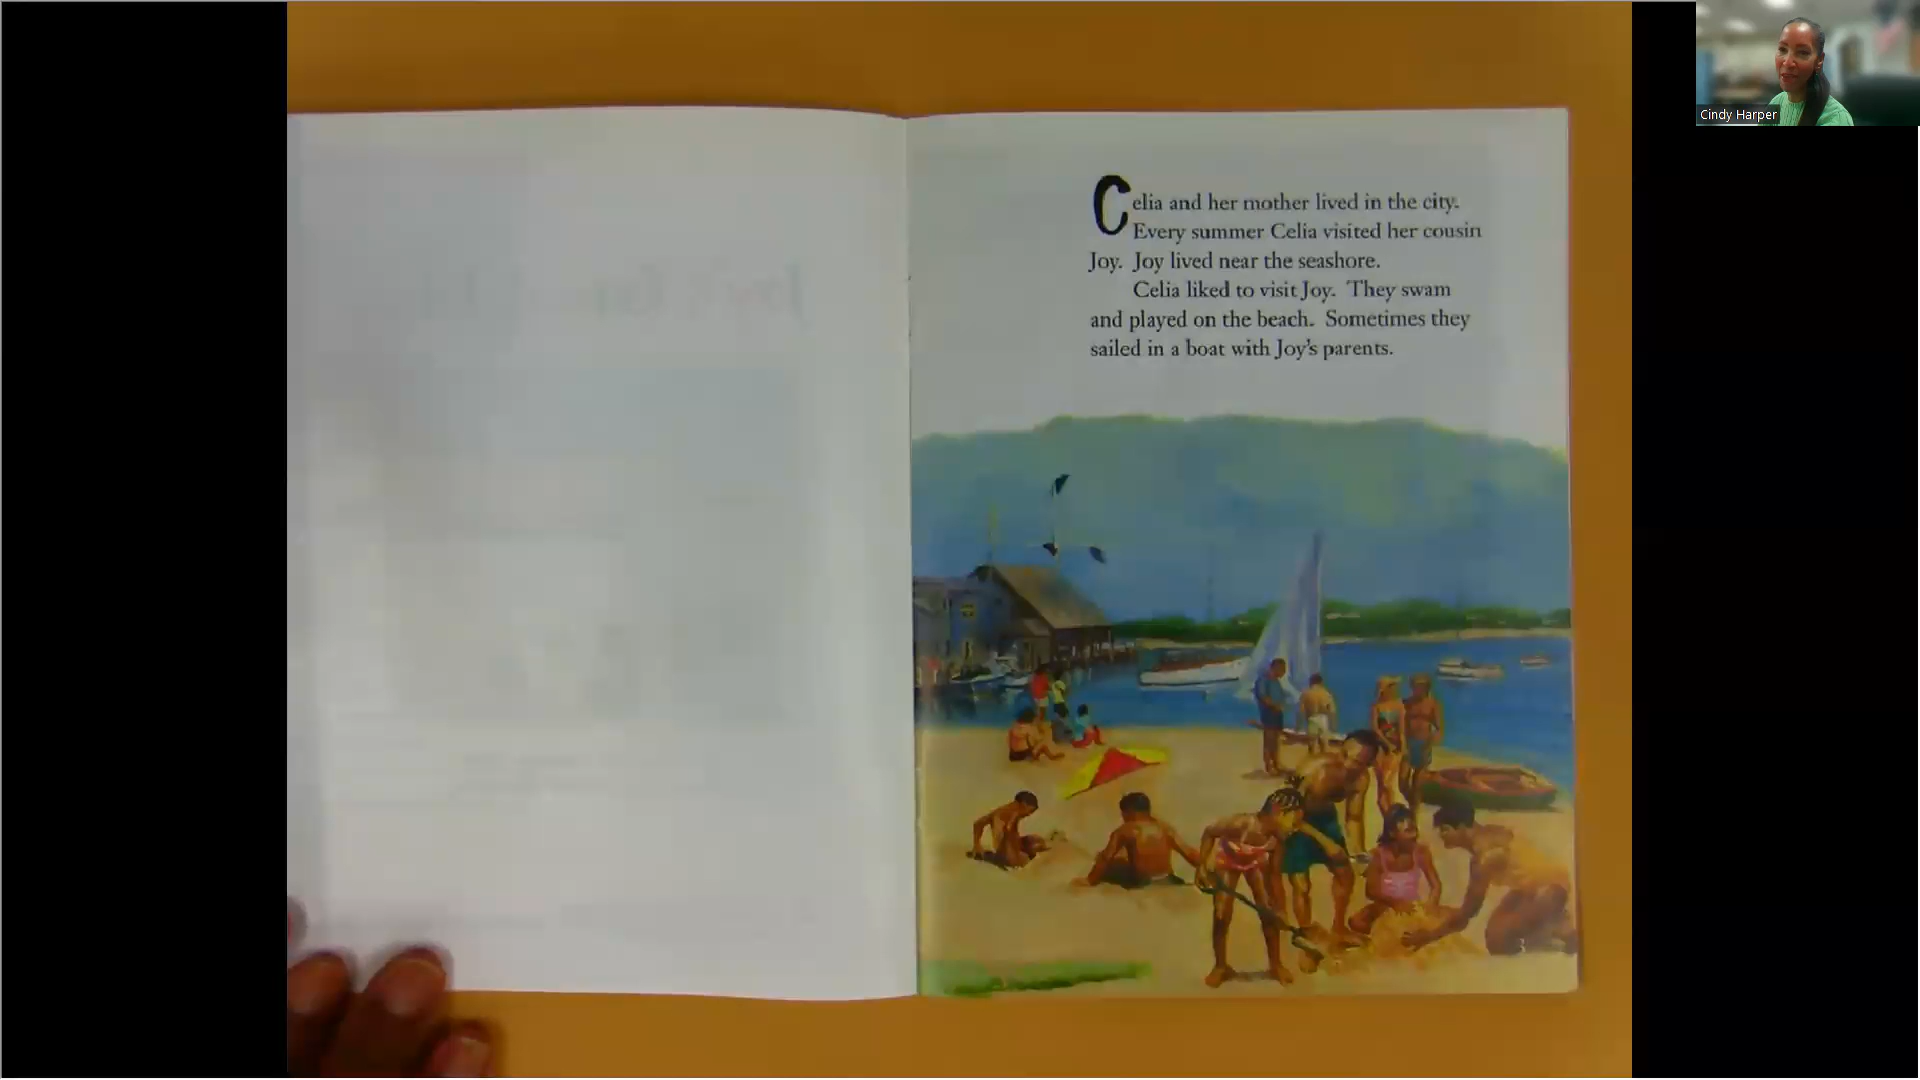 Celia and her mother lived in the city.
Every summer Celia visited her cousin
Joy. Joy lived near the seashore.
Celia liked to visit Joy. They swam
and played on the beach. Sometimes they
sailed in a boat with Joy's parents.
3
Cindy Harper